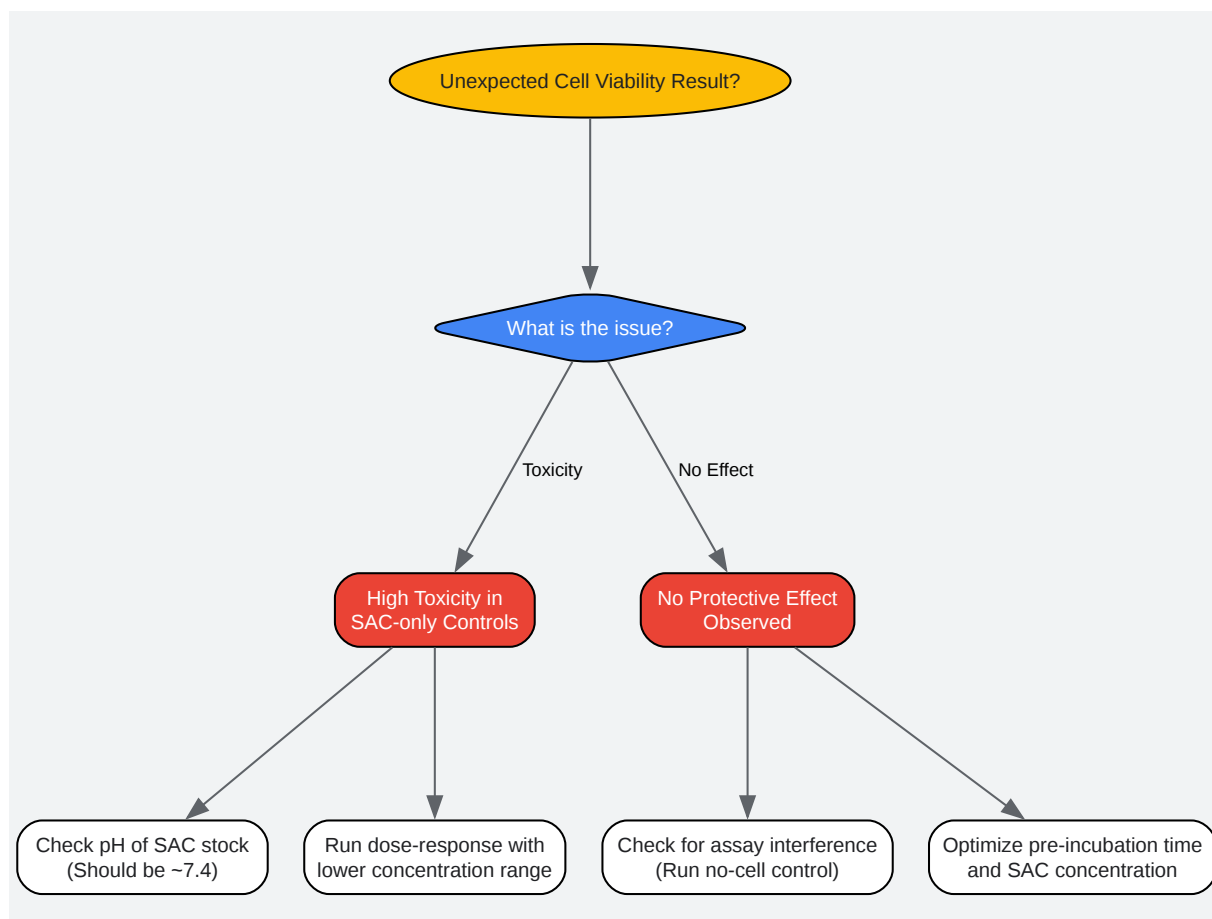 Unexpected Cell Viability Result?
What is the issue?
Toxicity
No Effect
High Toxicity in
SAC-only Controls
No Protective Effect
Observed
Check pH of SAC stock
(Should be ~7.4)
Run dose-response with
lower concentration range
Check for assay interference
(Run no-cell control)
Optimize pre-incubation time
and SAC concentration